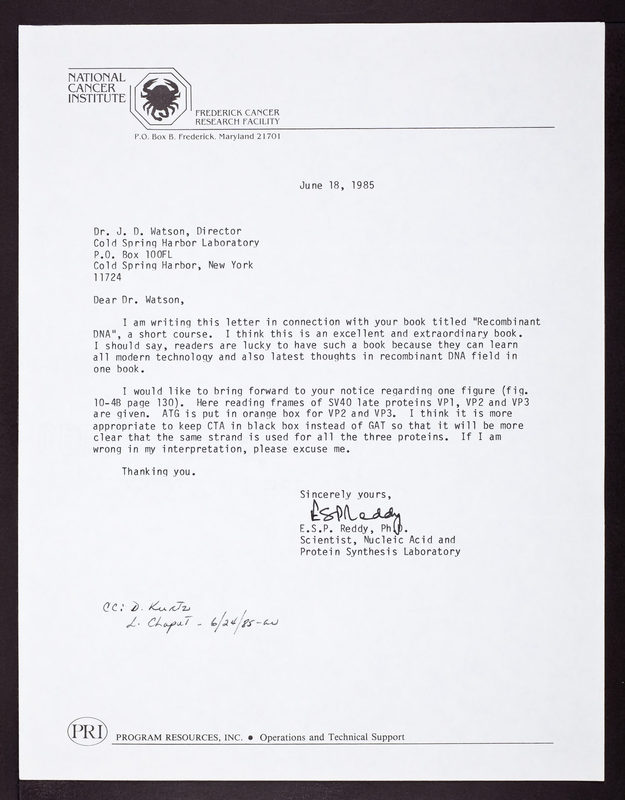 NATIONAL
CANCER
INSTITUTE
FREDERICK CANCER
RESEARCH FACILITY
P.O. Box B, Frederick, Maryland 21701
June 18, 1985
Dr. J. D. Watson, Director
Cold Spring Harbor Laboratory
P.O. Box 100FL
Cold Spring Harbor, New York
11724
Dear Dr. Watson,
I am writing this letter in connection with your book titled "Recombinant
DNA", a short course. I think this is an excellent and extraordinary book.
I should say, readers are lucky to have such a book because they can learn
all modern technology and also latest thoughts in recombinant DNA field in
one book.
I would like to bring forward to your notice regarding one figure (fig.
10-4B page 130). Here reading frames of SV40 late proteins VP1, VP2 and VP3
are given. ATG is put in orange box for VP2 and VP3. I think it is more
appropriate to keep CTA in black box instead of GAT so that it will be more
clear that the same strand is used for all the three proteins. If I am
wrong in my interpretation, please excuse me.
Thanking you.
Sincerely yours,
ESPReddy
E.S.P. Reddy, Ph.D.
Scientist, Nucleic Acid and
Protein Synthesis Laboratory
CC: D. Kurtz
L. Chaput - 6/24/85-
PRI PROGRAM RESOURCES, INC. • Operations and Technical Support